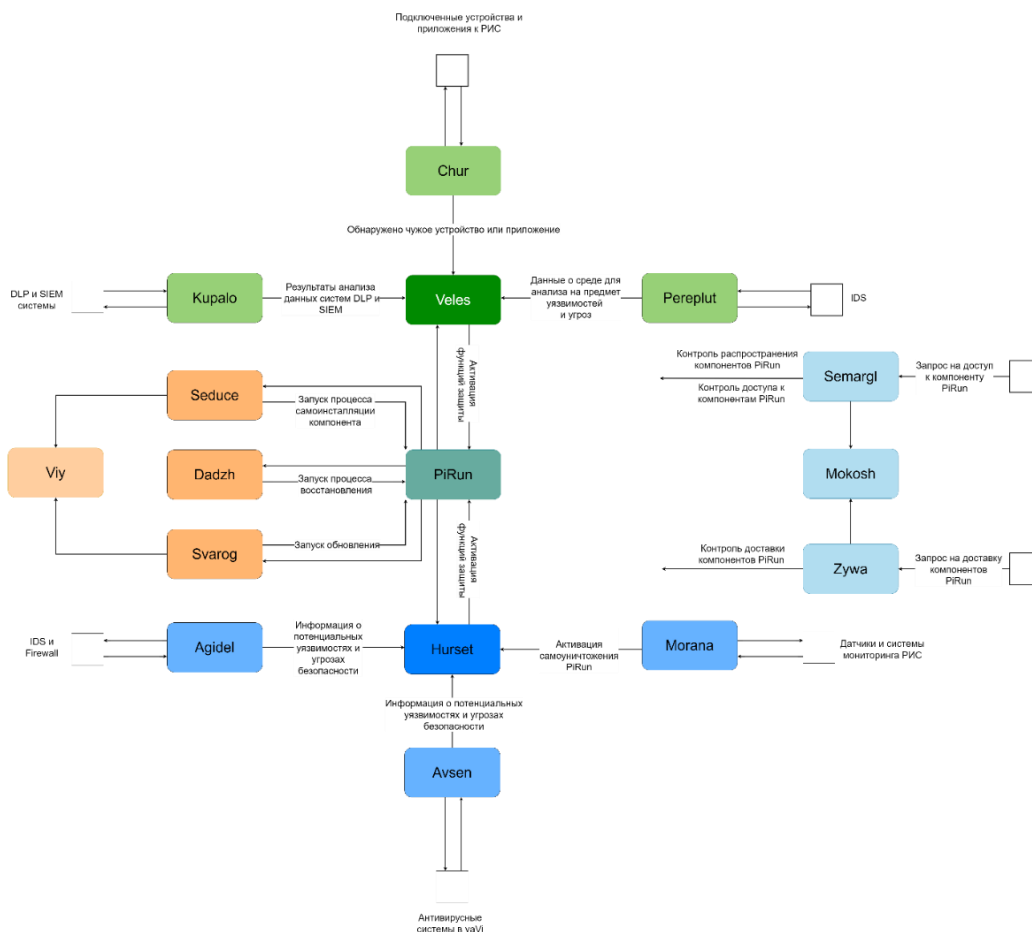 Подключенные устройства и
приложения к РИС
Chur
Обнаружено чужое устройство или приложение
DLP и SIEM
системы
Kupalo
Результаты анализа
данных систем DLP и
SIEM
Veles
Данные о среде для
анализа на предмет
уязвимостей
и угроз
Pereplut
IDS
Активация
функций защиты
Контроль распространения
компонентов PiRun
Контроль доступа к
компонентам PiRun
Semargl
Запрос на доступ
к компоненту
PiRun
Seduce
Запуск процесса
самоинсталляции
компонента
Viy
Dadzh
Запуск процесса
восстановления
PiRun
Mokosh
Svarog
Запуск обновления
Активация
функций защиты
Контроль доставки
компонентов PiRun
Zywa
Запрос на доставку
компонентов
PiRun
IDS и
Firewall
Agidel
Информация о
потенциальных
уязвимостях и
угрозах
безопасности
Hurset
Активация
самоуничтожения
PiRun
Morana
Датчики и системы
мониторинга РИС
Информация о потенциальных
уязвимостях и угрозах
безопасности
Avsen
Антивирусные
системы в yaVi